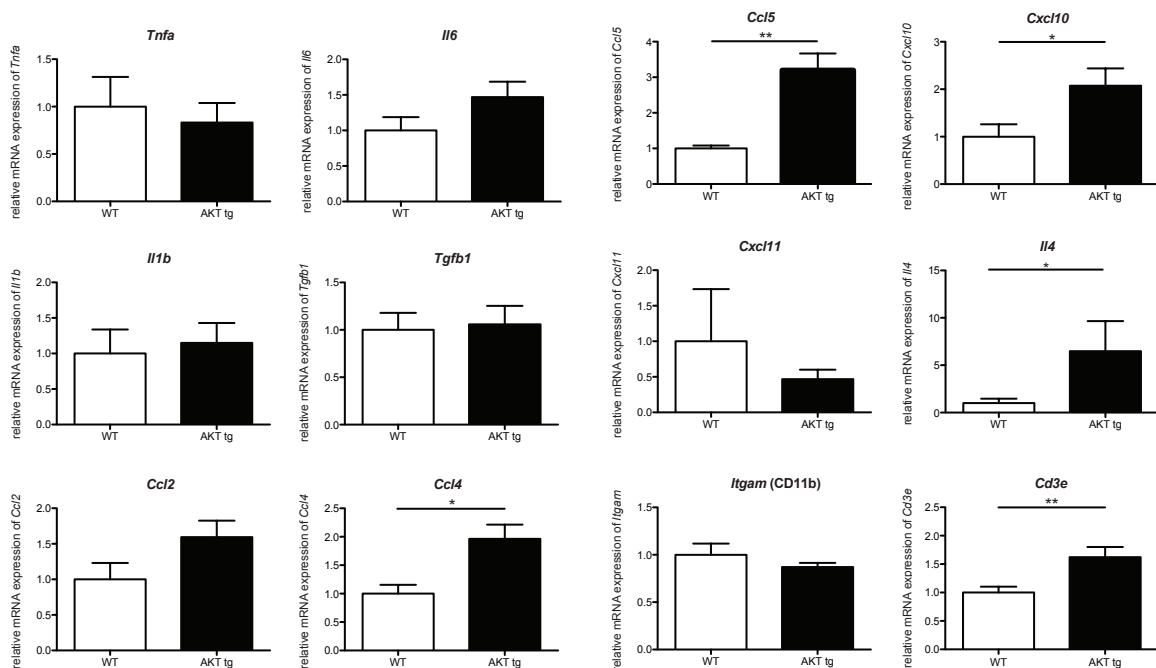 Tnfa
relative mRNA expression of Tnfa
1.5
1.0
0.5
0.0
WT
AKT tg
Il6
relative mRNA expression of Il6
2.0
1.5
1.0
0.5
0.0
WT
AKT tg
Ccl5
relative mRNA expression of Ccl5
4
3
2
1
0
**
WT
AKT tg
Cxcl10
relative mRNA expression of Cxcl10
3
2
1
0
*
WT
AKT tg
Il1b
relative mRNA expression of Il1b
2.0
1.5
1.0
0.5
0.0
WT
AKT tg
Tgfb1
relative mRNA expression of Tgfb1
1.5
1.0
0.5
0.0
WT
AKT tg
Cxcl11
relative mRNA expression of Cxcl11
2.0
1.5
1.0
0.5
0.0
WT
AKT tg
Il4
relative mRNA expression of Il4
15
10
5
0
*
WT
AKT tg
Ccl2
relative mRNA expression of Ccl2
2.0
1.5
1.0
0.5
0.0
WT
AKT tg
Ccl4
relative mRNA expression of Ccl4
2.5
2.0
1.5
1.0
0.5
0.0
*
WT
AKT tg
Itgam (CD11b)
relative mRNA expression of Itgam
1.5
1.0
0.5
0.0
WT
AKT tg
Cd3e
relative mRNA expression of Cd3e
2.5
2.0
1.5
1.0
0.5
0.0
**
WT
AKT tg